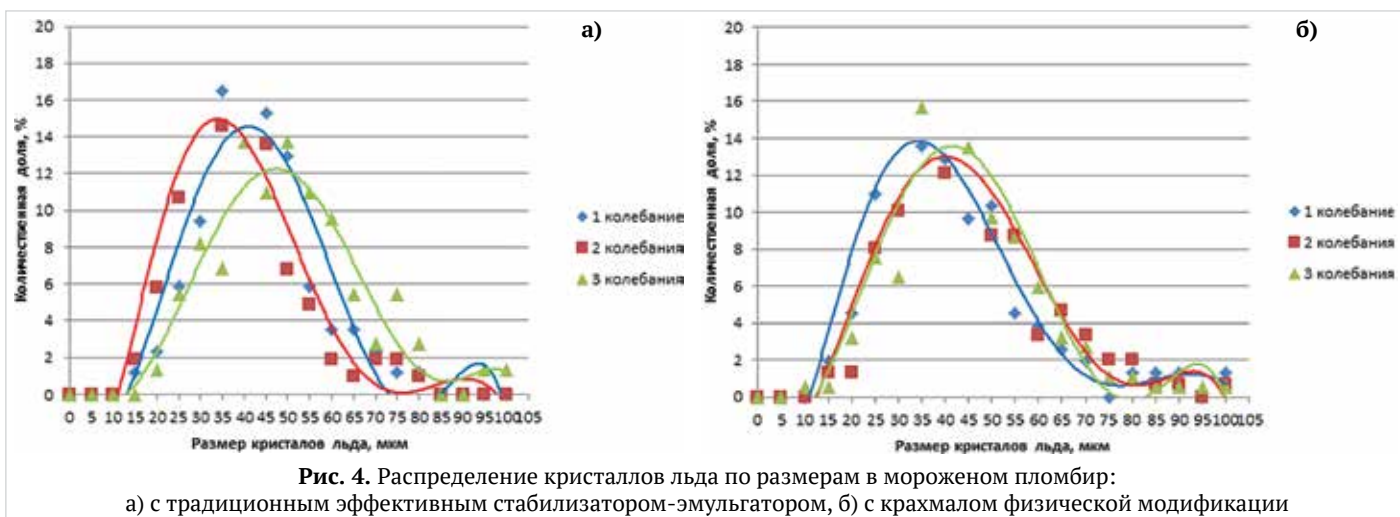 а)
Количественная доля, %
20
18
16
14
12
10
8
6
4
2
0
0 5 10 15 20 25 30 35 40 45 50 55 60 65 70 75 80 85 90 95 100 105
Размер кристалов льда, мкм
1 колебание
2 колебания
3 колебания
б)
Количественная доля, %
20
18
16
14
12
10
8
6
4
2
0
0 5 10 15 20 25 30 35 40 45 50 55 60 65 70 75 80 85 90 95 100 105
Размер кристалов льда, мкм
1 колебание
2 колебания
3 колебания
Рис. 4. Распределение кристаллов льда по размерам в мороженом пломбир:
а) с традиционным эффективным стабилизатором-эмульгатором, б) с крахмалом физической модификации